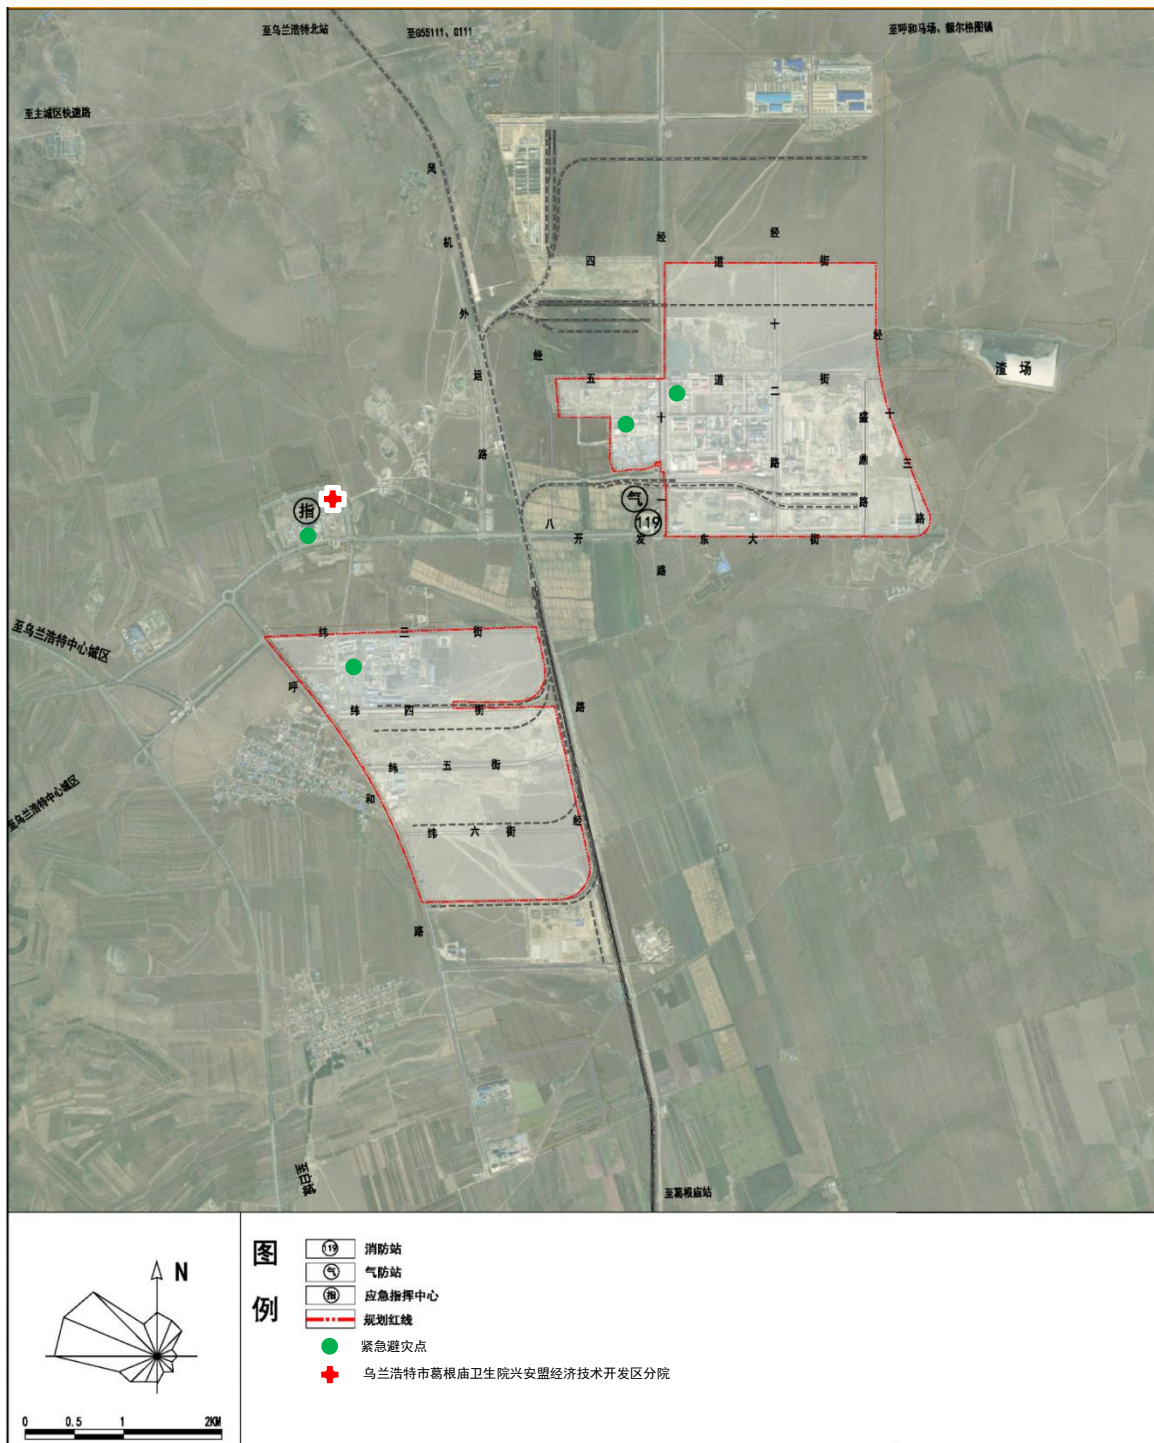 至乌兰浩特北站
至G55111、G111
至呼和马场、额尔格图镇
至主城区快速路
风机外运路
经八路
经十一路
经十二路
经十三路
四道街
五道街
盛鼎路
渣场
指
气
119
开发东大街
至乌兰浩特中心城区
至乌兰浩特中心城区
纬三街
纬四街
纬五街
纬六街
呼和路
经路
至白城
至葛根庙站
图例
119 消防站
气 气防站
指 应急指挥中心
规划红线
紧急避灾点
乌兰浩特市葛根庙卫生院兴安盟经济技术开发区分院
N
0 0.5 1 2KM